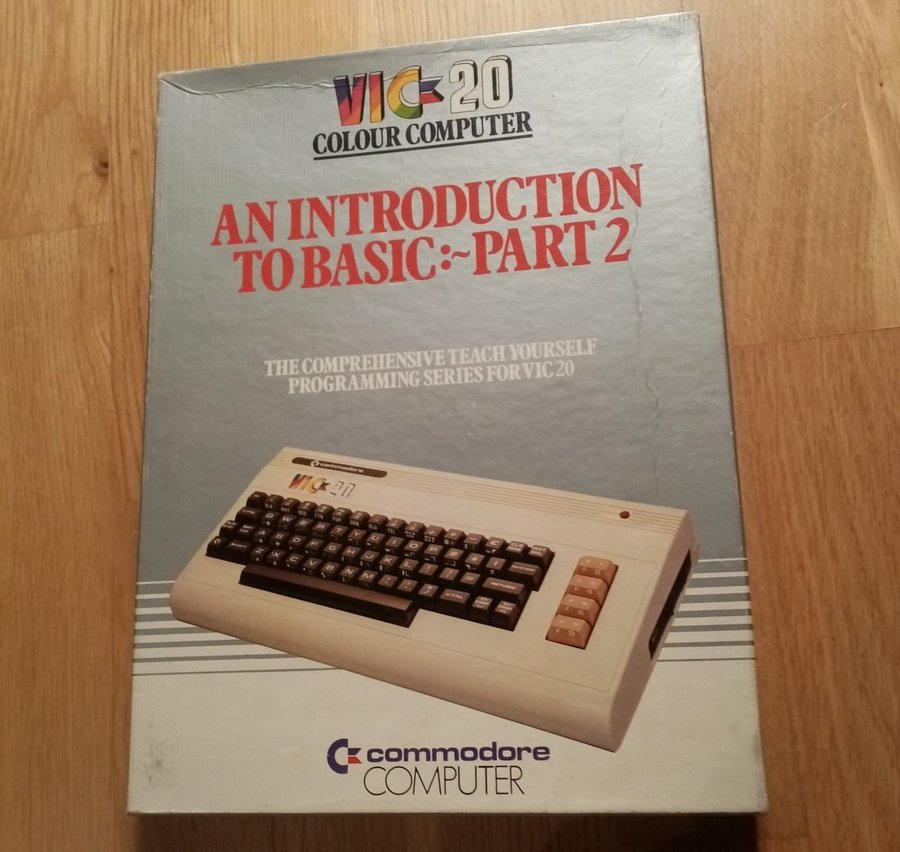 VIC 20
COLOUR COMPUTER
AN INTRODUCTION
TO BASIC:~PART 2
THE COMPREHENSIVE TEACH YOURSELF
PROGRAMMING SERIES FOR VIC 20
commodore
VIC 20
commodore
COMPUTER